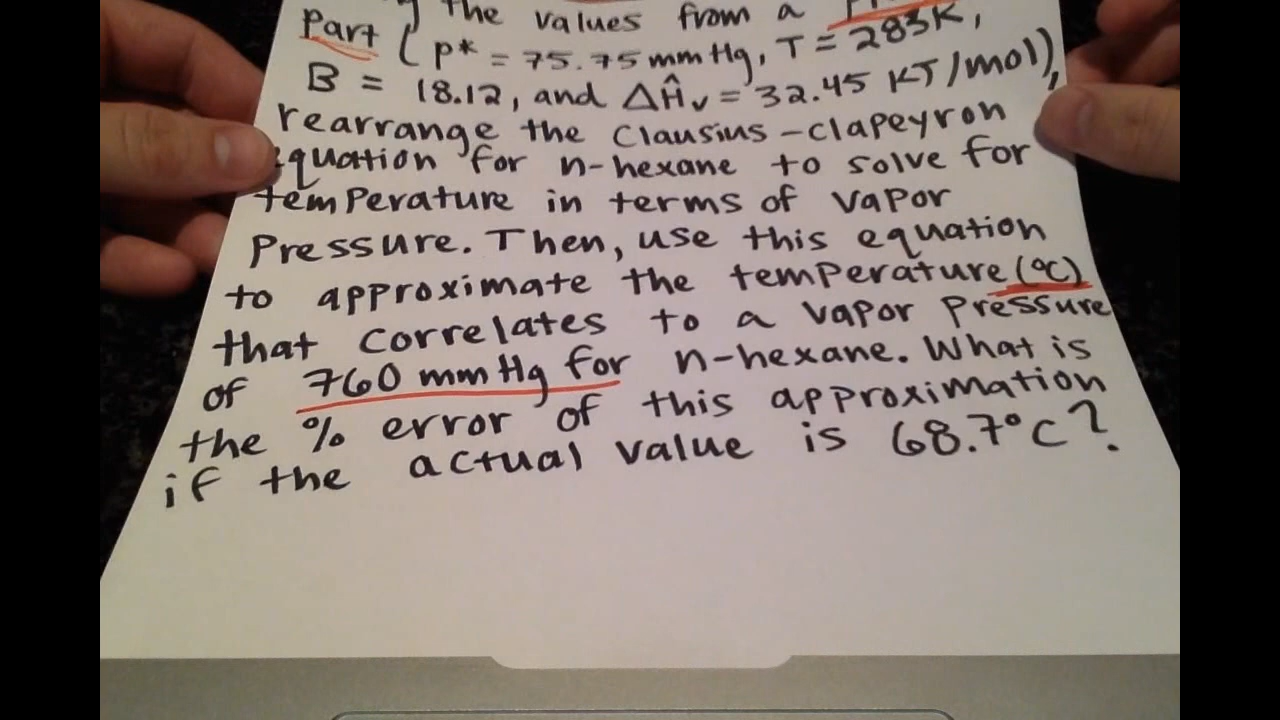 the values from a
Part (p* = 75.75 mmHg, T = 283K,
B = 18.12, and ΔĤv = 32.45 KJ/mol),
rearrange the Clausius-clapeyron
equation for n-hexane to solve for
temperature in terms of vapor
Pressure. Then, use this equation
to approximate the temperature (°C)
that correlates to a vapor pressure
of 760 mmHg for n-hexane. What is
the % error of this approximation
if the actual value is 68.7°C?